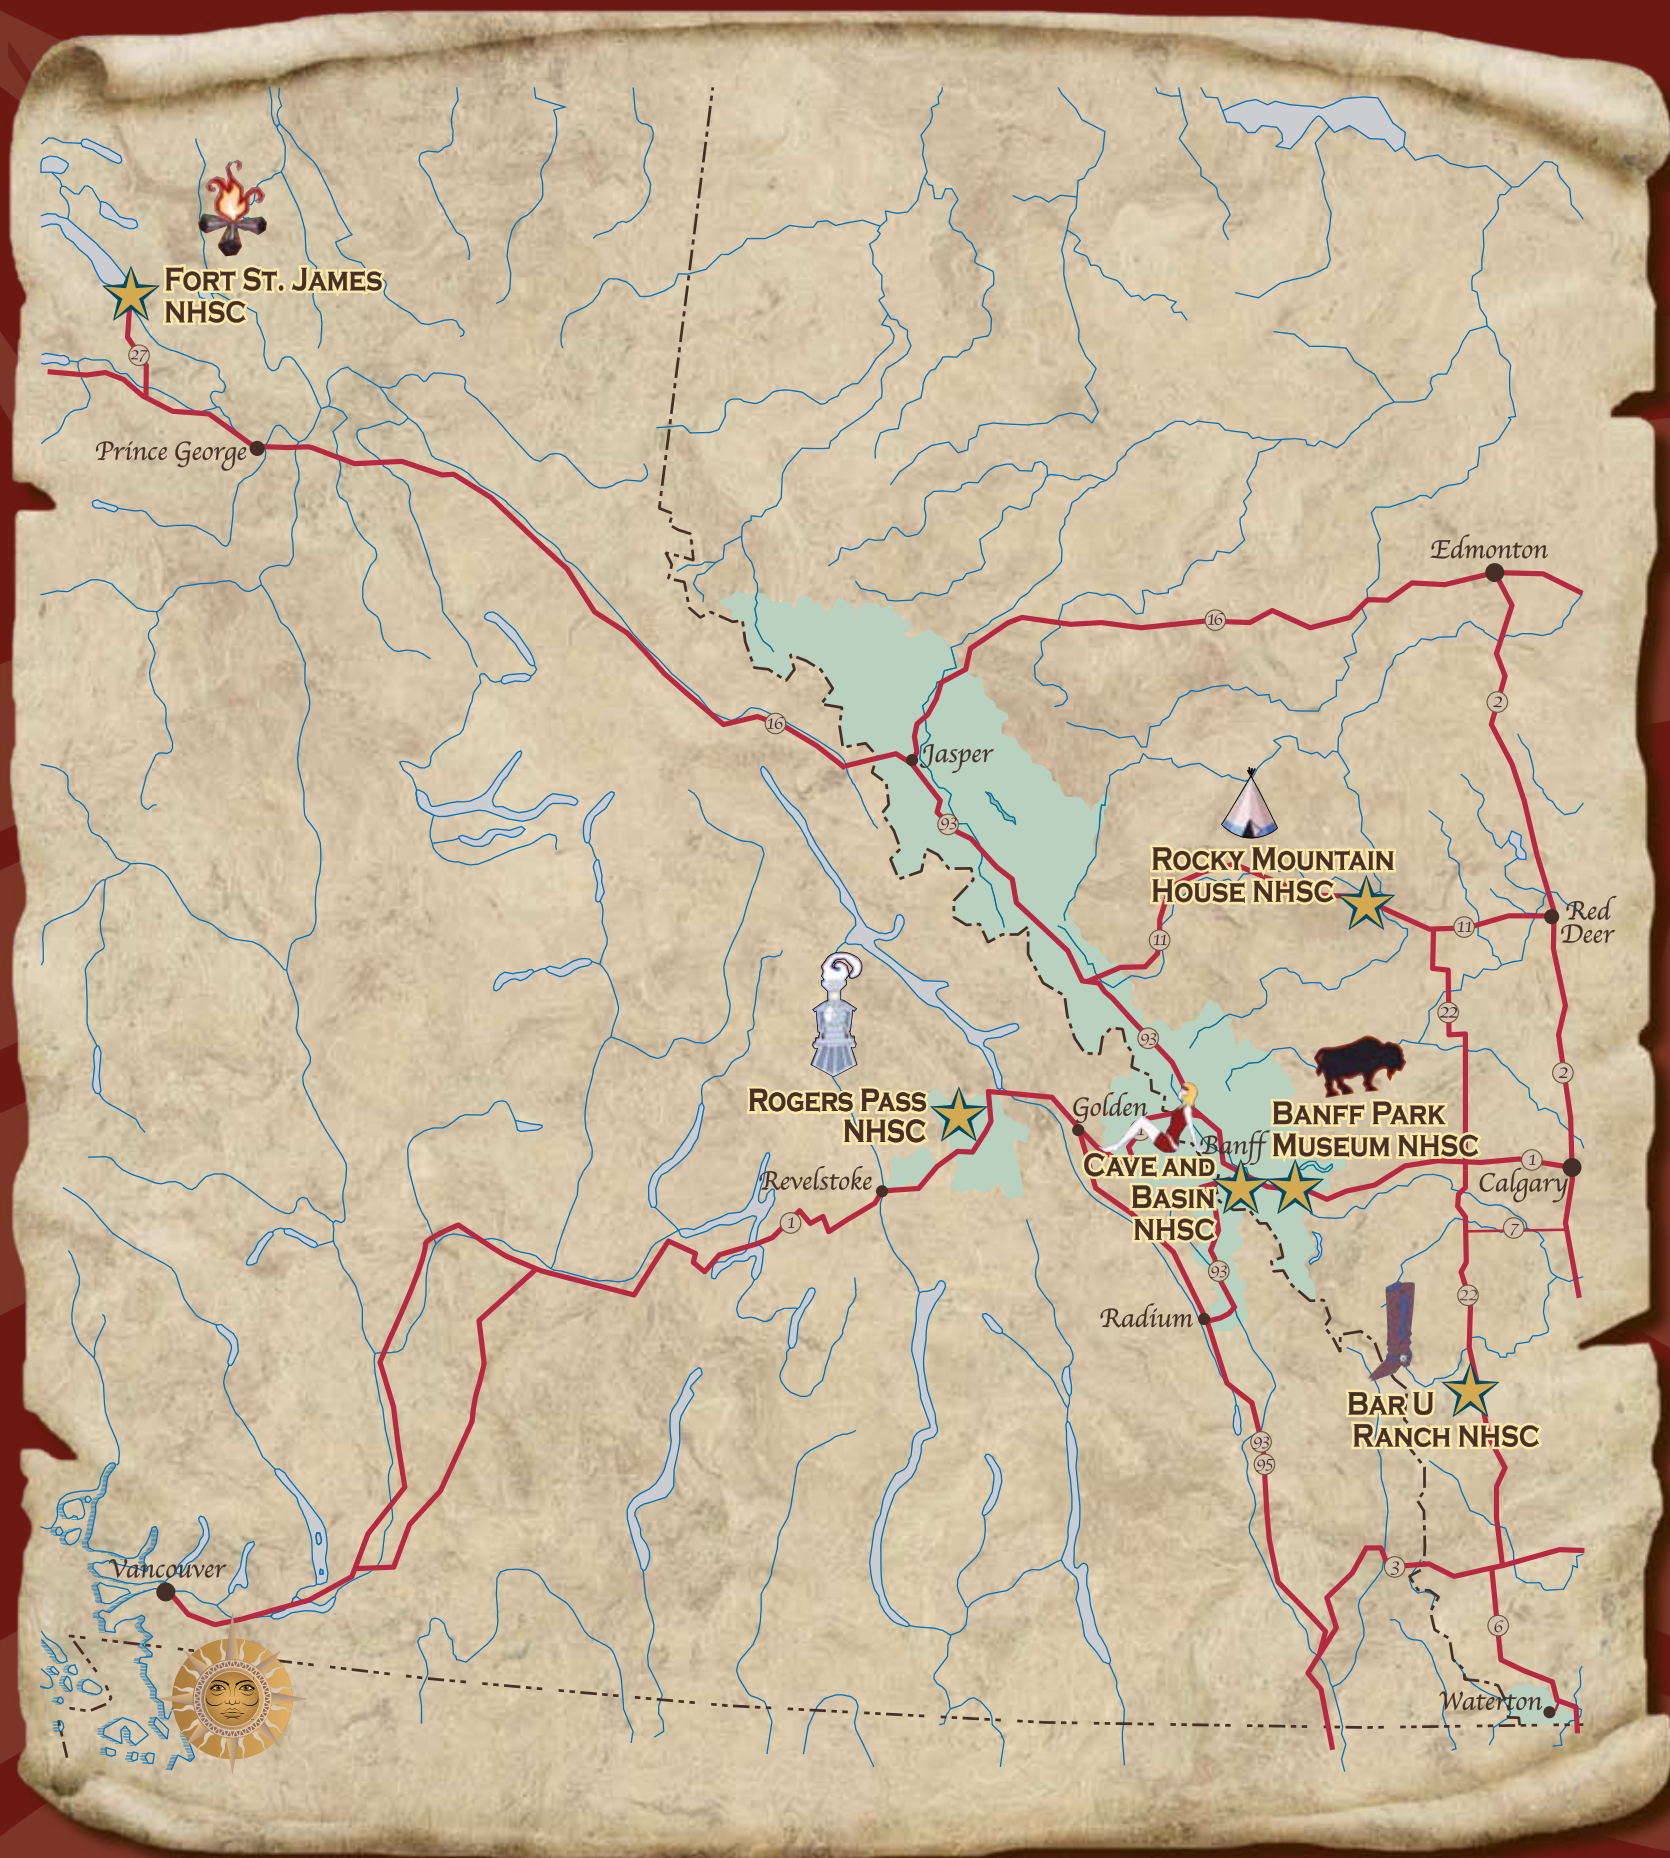 FORT ST. JAMES
NHSC
27
Prince George
Edmonton
16
2
16
Jasper
93
ROCKY MOUNTAIN
HOUSE NHSC
Red
Deer
11
11
22
93
2
ROGERS PASS
NHSC
Golden
1
Banff
BANFF PARK
MUSEUM NHSC
CAVE AND
BASIN
NHSC
1
Calgary
Revelstoke
1
7
93
22
Radium
BAR U
RANCH NHSC
93
95
Vancouver
3
6
Waterton